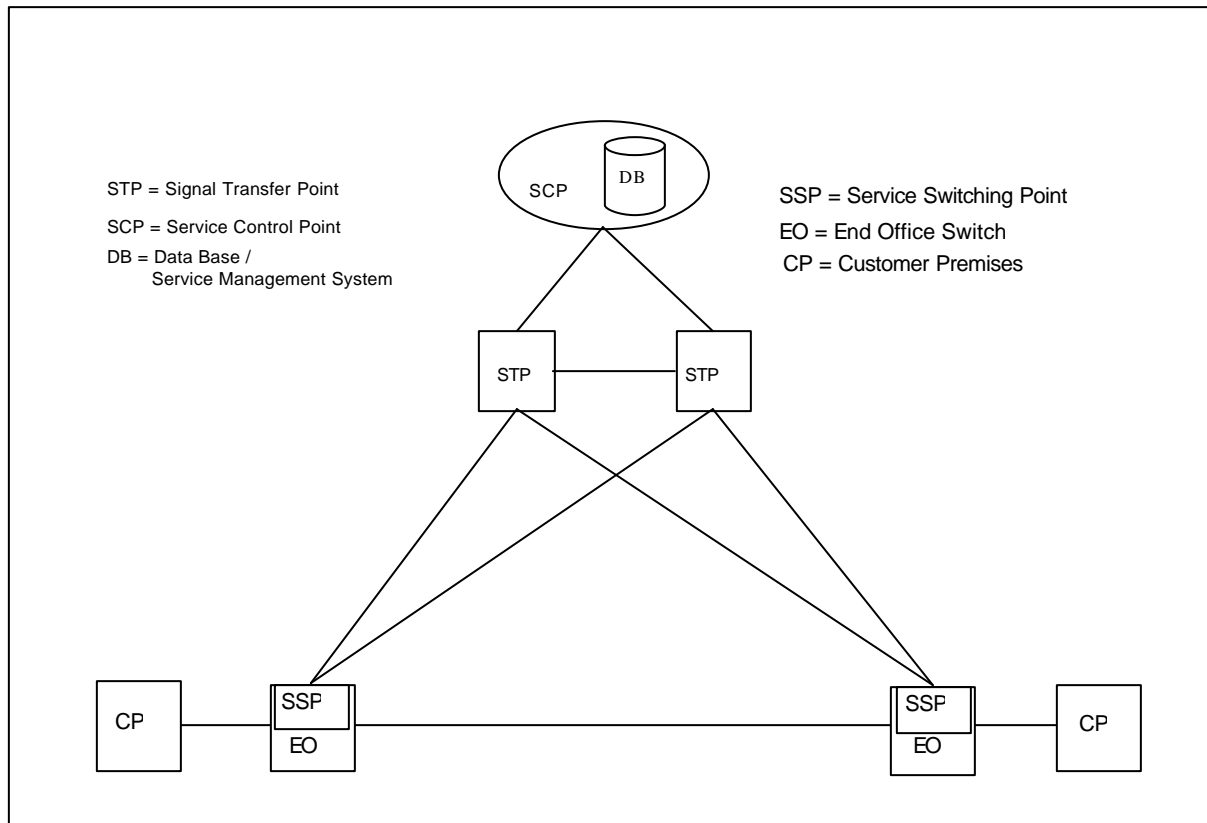 STP = Signal Transfer Point
SCP = Service Control Point
DB = Data Base /
Service Management System
SCP
DB
SSP = Service Switching Point
EO = End Office Switch
CP = Customer Premises
STP
STP
CP
SSP
EO
SSP
EO
CP